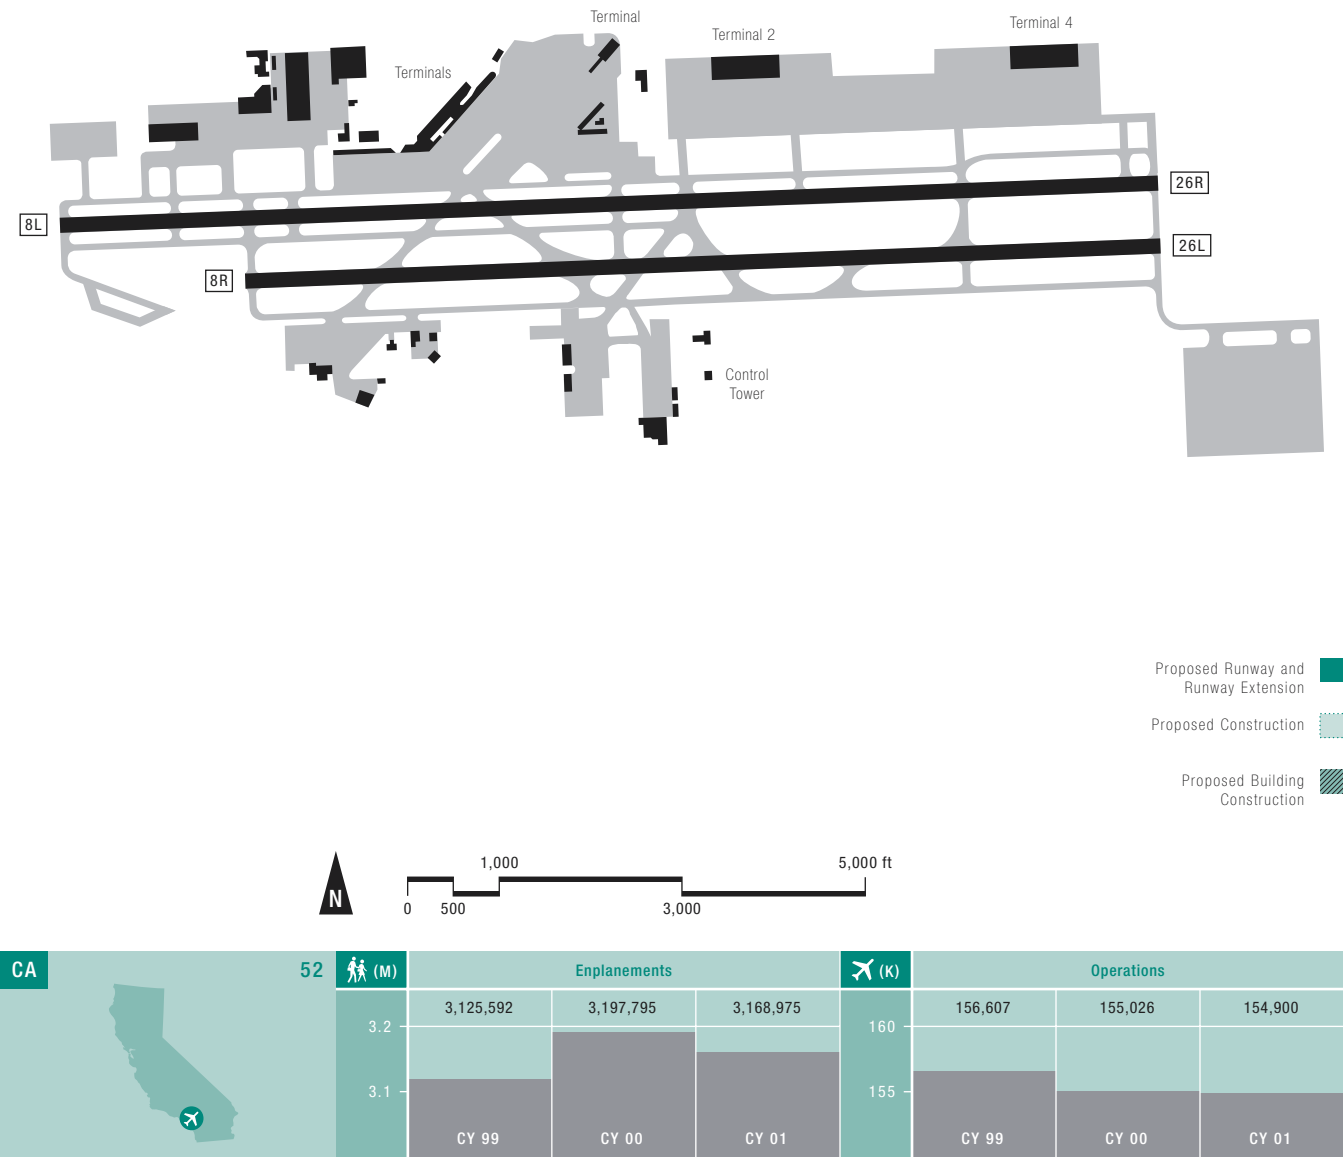 Terminal
Terminal 2
Terminal 4
Terminals
26R
8L
26L
8R
Control
Tower
Proposed Runway and
Runway Extension
Proposed Construction
Proposed Building
Construction
1,000
5,000 ft
N
0
500
3,000
CA
52
(M)
Enplanements
(K)
Operations
3,125,592
3,197,795
3,168,975
156,607
155,026
154,900
3.2
160
3.1
155
CY 99
CY 00
CY 01
CY 99
CY 00
CY 01